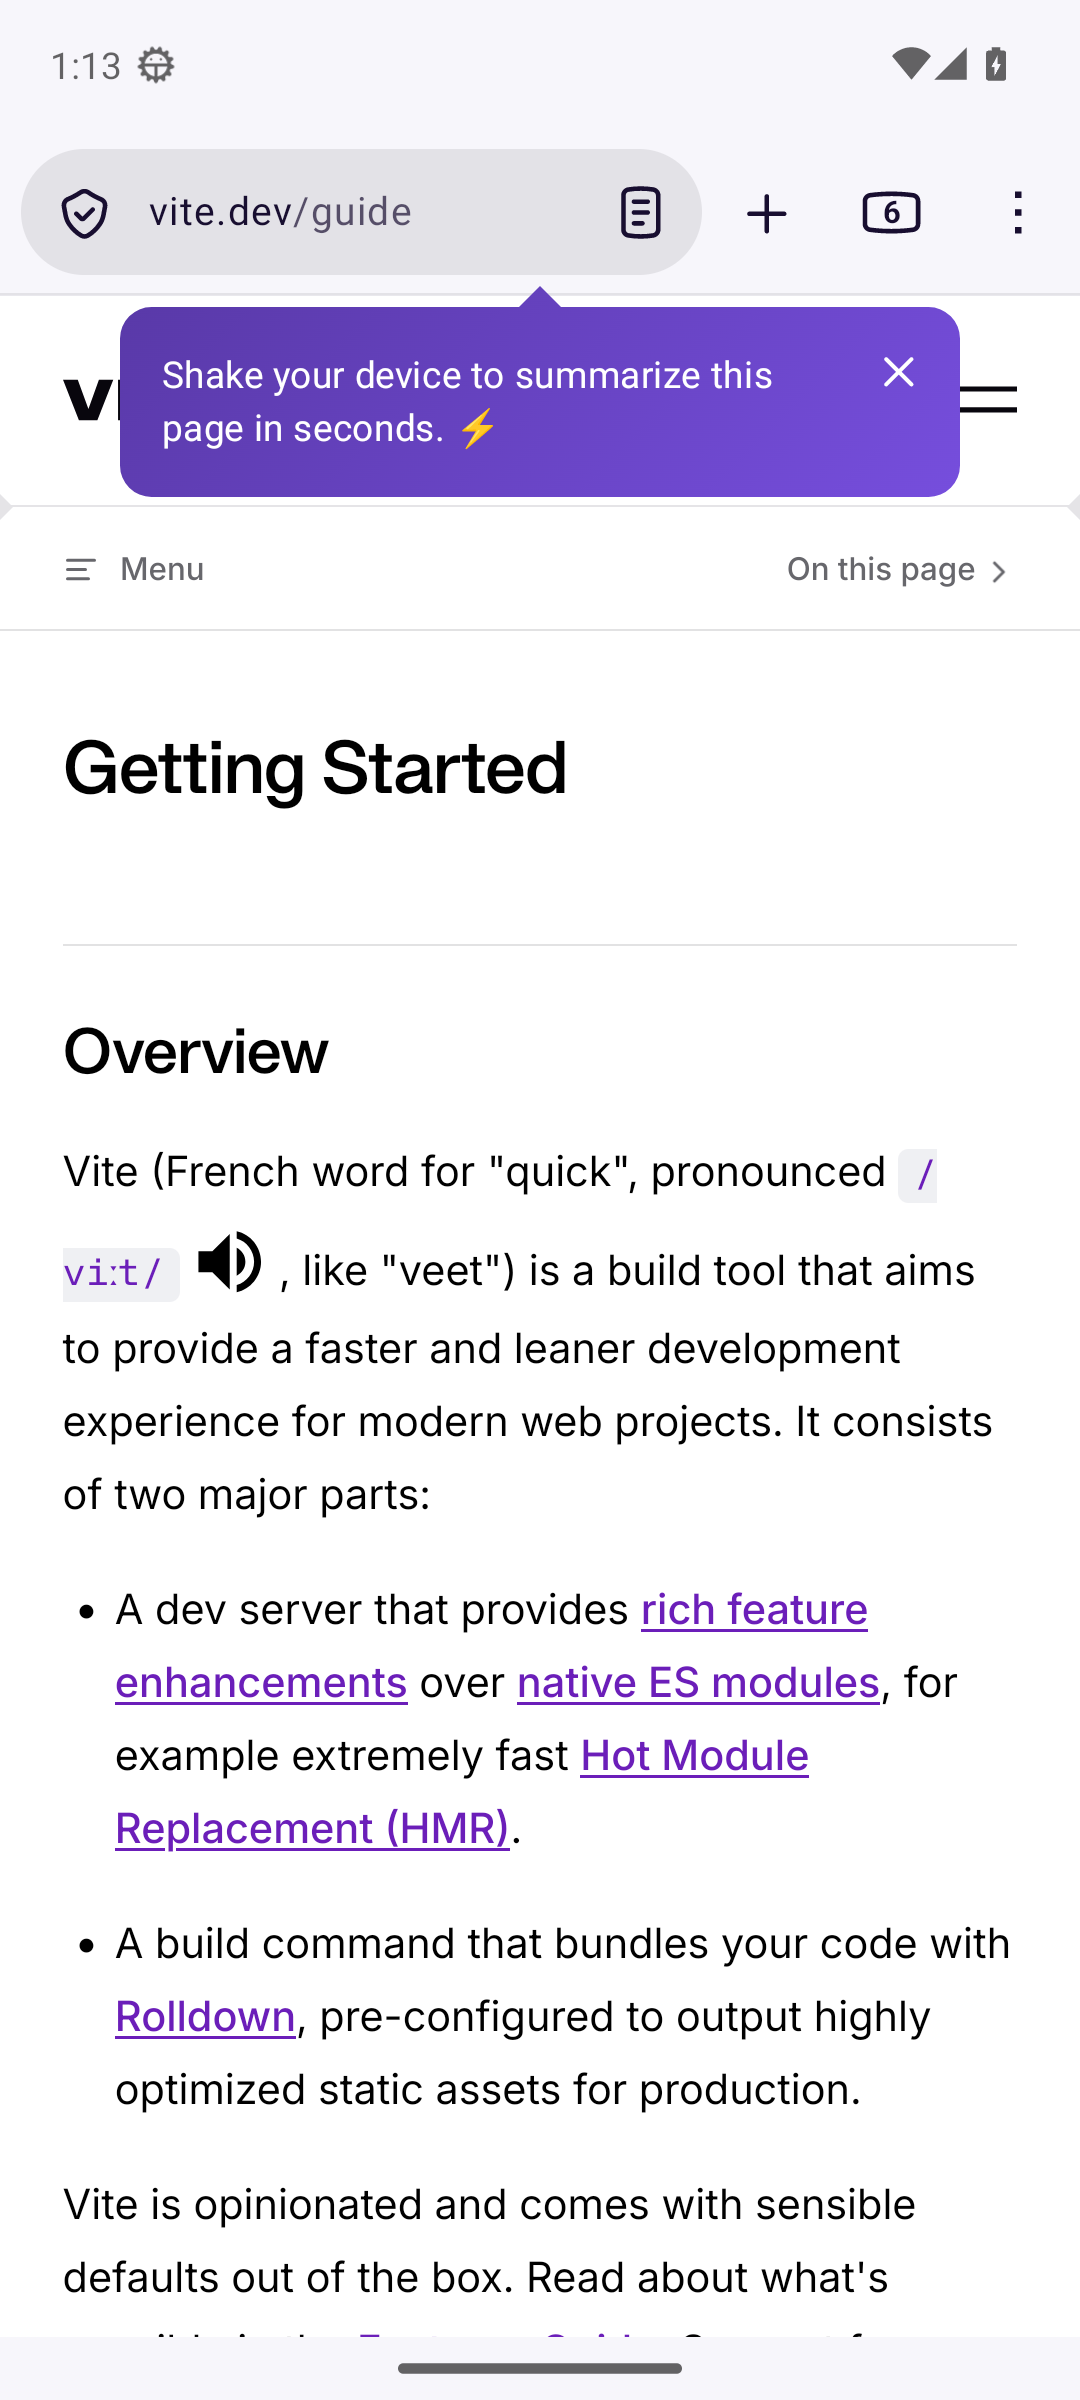 1:13
vite.dev/guide
6
Shake your device to summarize this
page in seconds. ⚡
Menu
On this page
Getting Started
Overview
Vite (French word for "quick", pronounced /
viːt/ , like "veet") is a build tool that aims
to provide a faster and leaner development
experience for modern web projects. It consists
of two major parts:
• A dev server that provides rich feature
enhancements over native ES modules, for
example extremely fast Hot Module
Replacement (HMR).
• A build command that bundles your code with
Rolldown, pre-configured to output highly
optimized static assets for production.
Vite is opinionated and comes with sensible
defaults out of the box. Read about what's